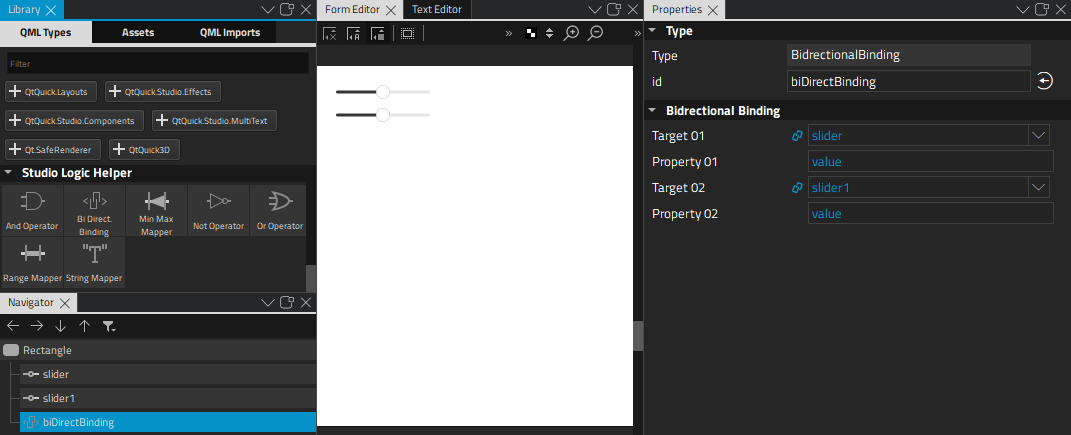 Library
QML Types
Assets
QML Imports
Filter
QtQuick.Layouts
QtQuick.Studio.Effects
QtQuick.Studio.Components
QtQuick.Studio.MultiText
Qt.SafeRenderer
QtQuick3D
Studio Logic Helper
And Operator
Bi Direct.
Binding
Min Max
Mapper
Not Operator
Or Operator
Range Mapper
"T"
String Mapper
Navigator
Rectangle
slider
slider1
biDirectBinding
Form Editor
Text Editor
»
»
Properties
Type
Type
BidrectionalBinding
id
biDirectBinding
Bidrectional Binding
Target 01
slider
Property 01
value
Target 02
slider1
Property 02
value